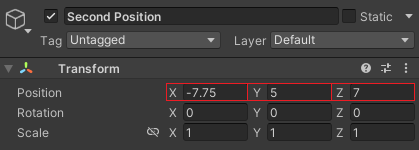 Second Position Static
Tag Untagged Layer Default
Transform
Position X -7.75 Y 5 Z 7
Rotation X 0 Y 0 Z 0
Scale X 1 Y 1 Z 1